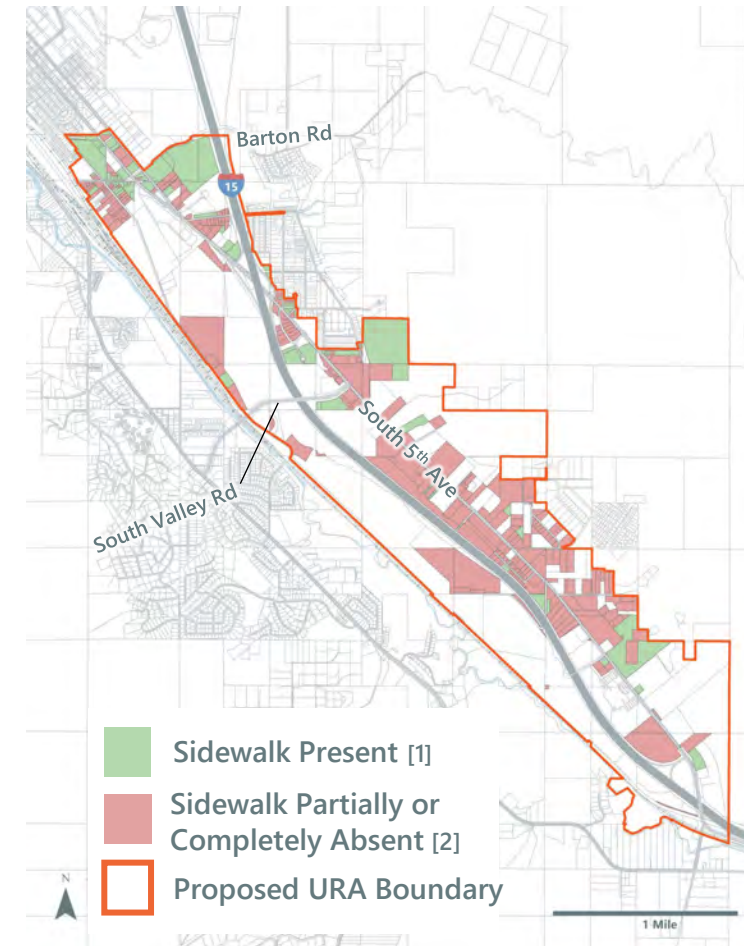 Barton Rd
15
South 5th Ave
South Valley Rd
Sidewalk Present [1]
Sidewalk Partially or
Completely Absent [2]
Proposed URA Boundary
N
1 Mile